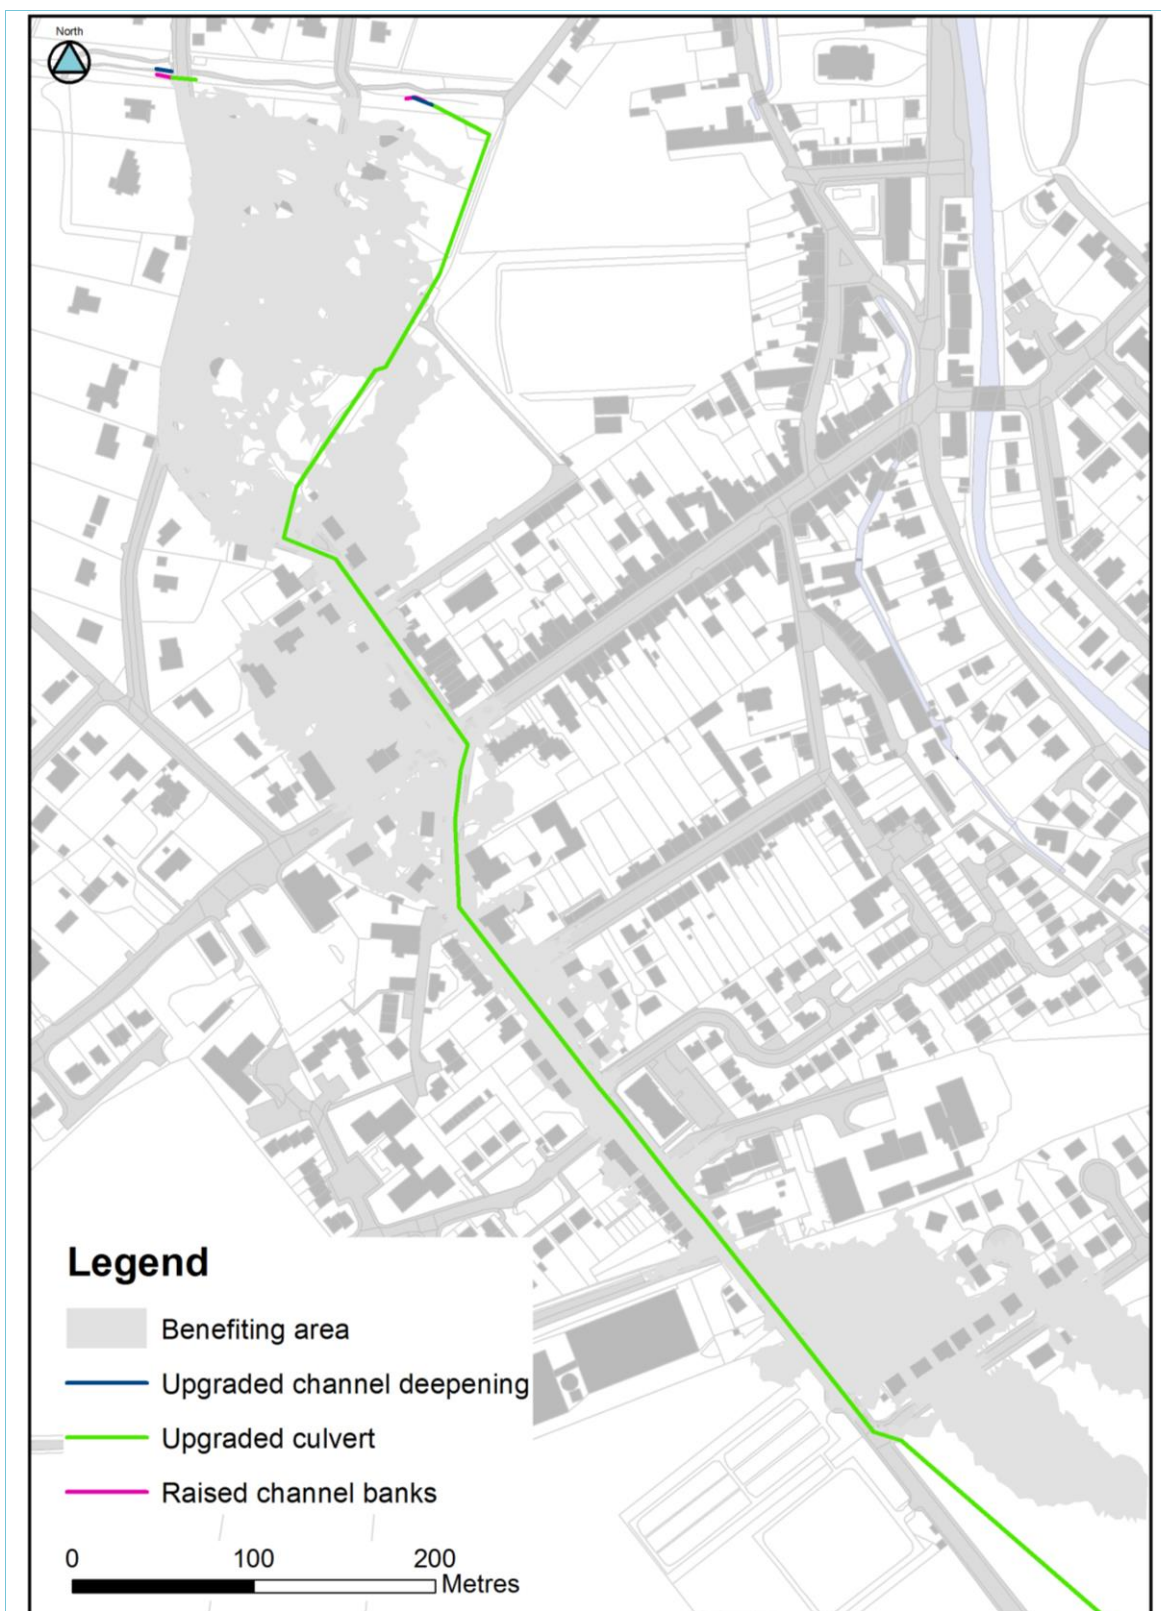 North
Legend
Benefiting area
Upgraded channel deepening
Upgraded culvert
Raised channel banks
0 100 200
Metres